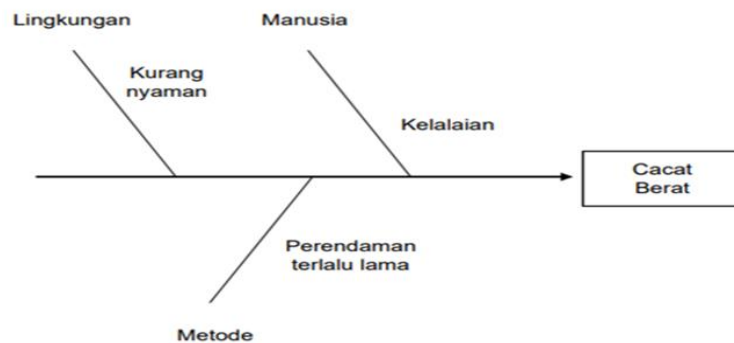 Lingkungan
Manusia
Kurang
nyaman
Kelalaian
Cacat
Berat
Perendaman
terlalu lama
Metode